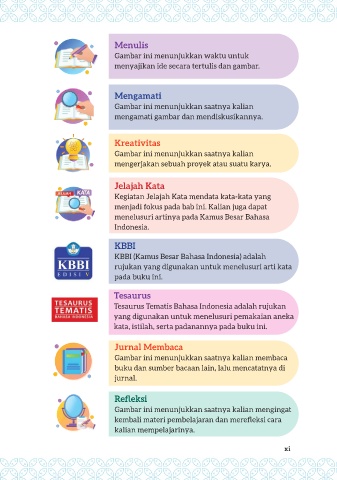 Menulis
Gambar ini menunjukkan waktu untuk
menyajikan ide secara tertulis dan gambar.
Mengamati
Gambar ini menunjukkan saatnya kalian
mengamati gambar dan mendiskusikannya.
Kreativitas
Gambar ini menunjukkan saatnya kalian
mengerjakan sebuah proyek atau suatu karya.
JELAJAH KATA
Jelajah Kata
Kegiatan Jelajah Kata mendata kata-kata yang
menjadi fokus pada bab ini. Kalian juga dapat
menelusuri artinya pada Kamus Besar Bahasa
Indonesia.
KBBI
EDISI V
KBBI
KBBI (Kamus Besar Bahasa Indonesia) adalah
rujukan yang digunakan untuk menelusuri arti kata
pada buku ini.
TESAURUS
TEMATIS
BAHASA INDONESIA
Tesaurus
Tesaurus Tematis Bahasa Indonesia adalah rujukan
yang digunakan untuk menelusuri pemakaian aneka
kata, istilah, serta padanannya pada buku ini.
Jurnal Membaca
Gambar ini menunjukkan saatnya kalian membaca
buku dan sumber bacaan lain, lalu mencatatnya di
jurnal.
Refleksi
Gambar ini menunjukkan saatnya kalian mengingat
kembali materi pembelajaran dan merefleksi cara
kalian mempelajarinya.
xi